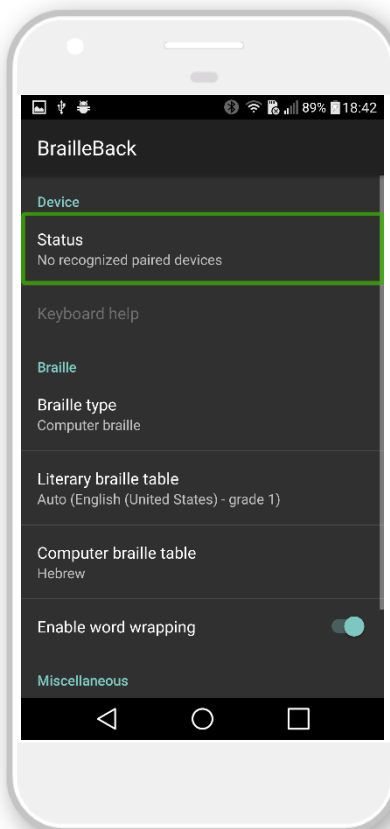 89% 18:42
BrailleBack
Device
Status
No recognized paired devices
Keyboard help
Braille
Braille type
Computer braille
Literary braille table
Auto (English (United States) - grade 1)
Computer braille table
Hebrew
Enable word wrapping
Miscellaneous